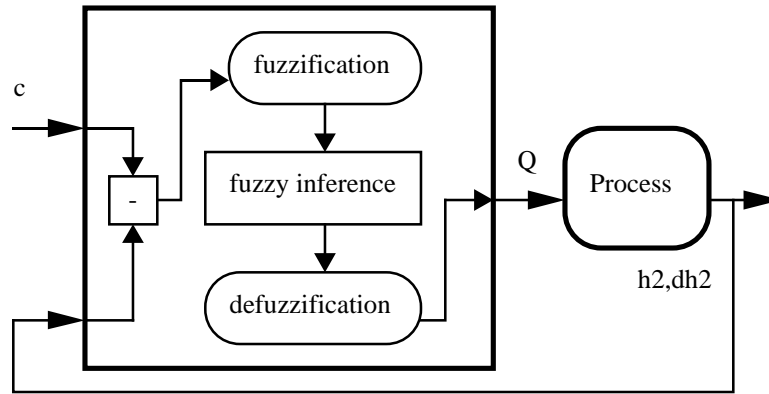 fuzzification
c
fuzzy inference
Q
Process
-
h2,dh2
defuzzification